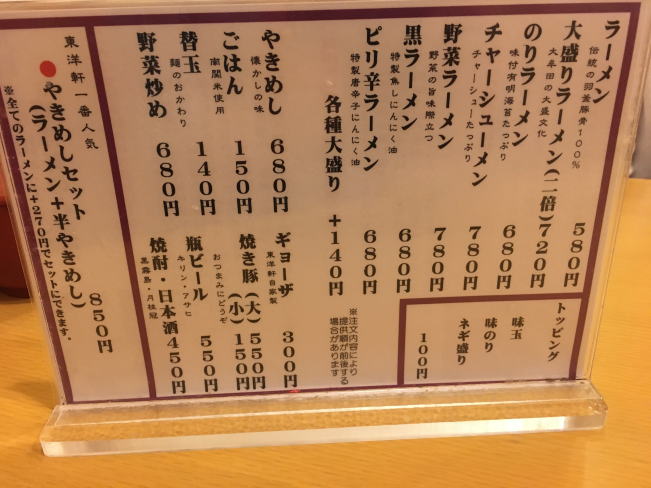 ラーメン 580円
伝統の羽釜豚骨100%
大盛りラーメン(二倍) 720円
大牟田の大盛文化
のりラーメン 680円
味付有明海苔たっぷり
チャーシューメン 780円
チャーシューたっぷり
野菜ラーメン 780円
野菜の旨味際立つ
黒ラーメン 680円
特製焦しにんにく油
ピリ辛ラーメン 680円
特製唐辛子にんにく油
各種大盛り +140円
トッピング
味玉
味のり
ネギ盛り
100円
※注文内容により
提供順が前後する
場合があります
やきめし 680円
懐かしの味
ごはん 150円
南関米使用
替玉 140円
麺のおかわり
野菜炒め 680円
ギョーザ 300円
東洋軒自家製
焼き豚(大) 550円
(小) 150円
おつまみにどうぞ
瓶ビール 550円
キリン・アサヒ
焼酎・日本酒 450円
黒霧島・月桂冠
東洋軒一番人気
●やきめしセット 850円
(ラーメン+半やきめし)
※全てのラーメンに+270円でセットにできます。